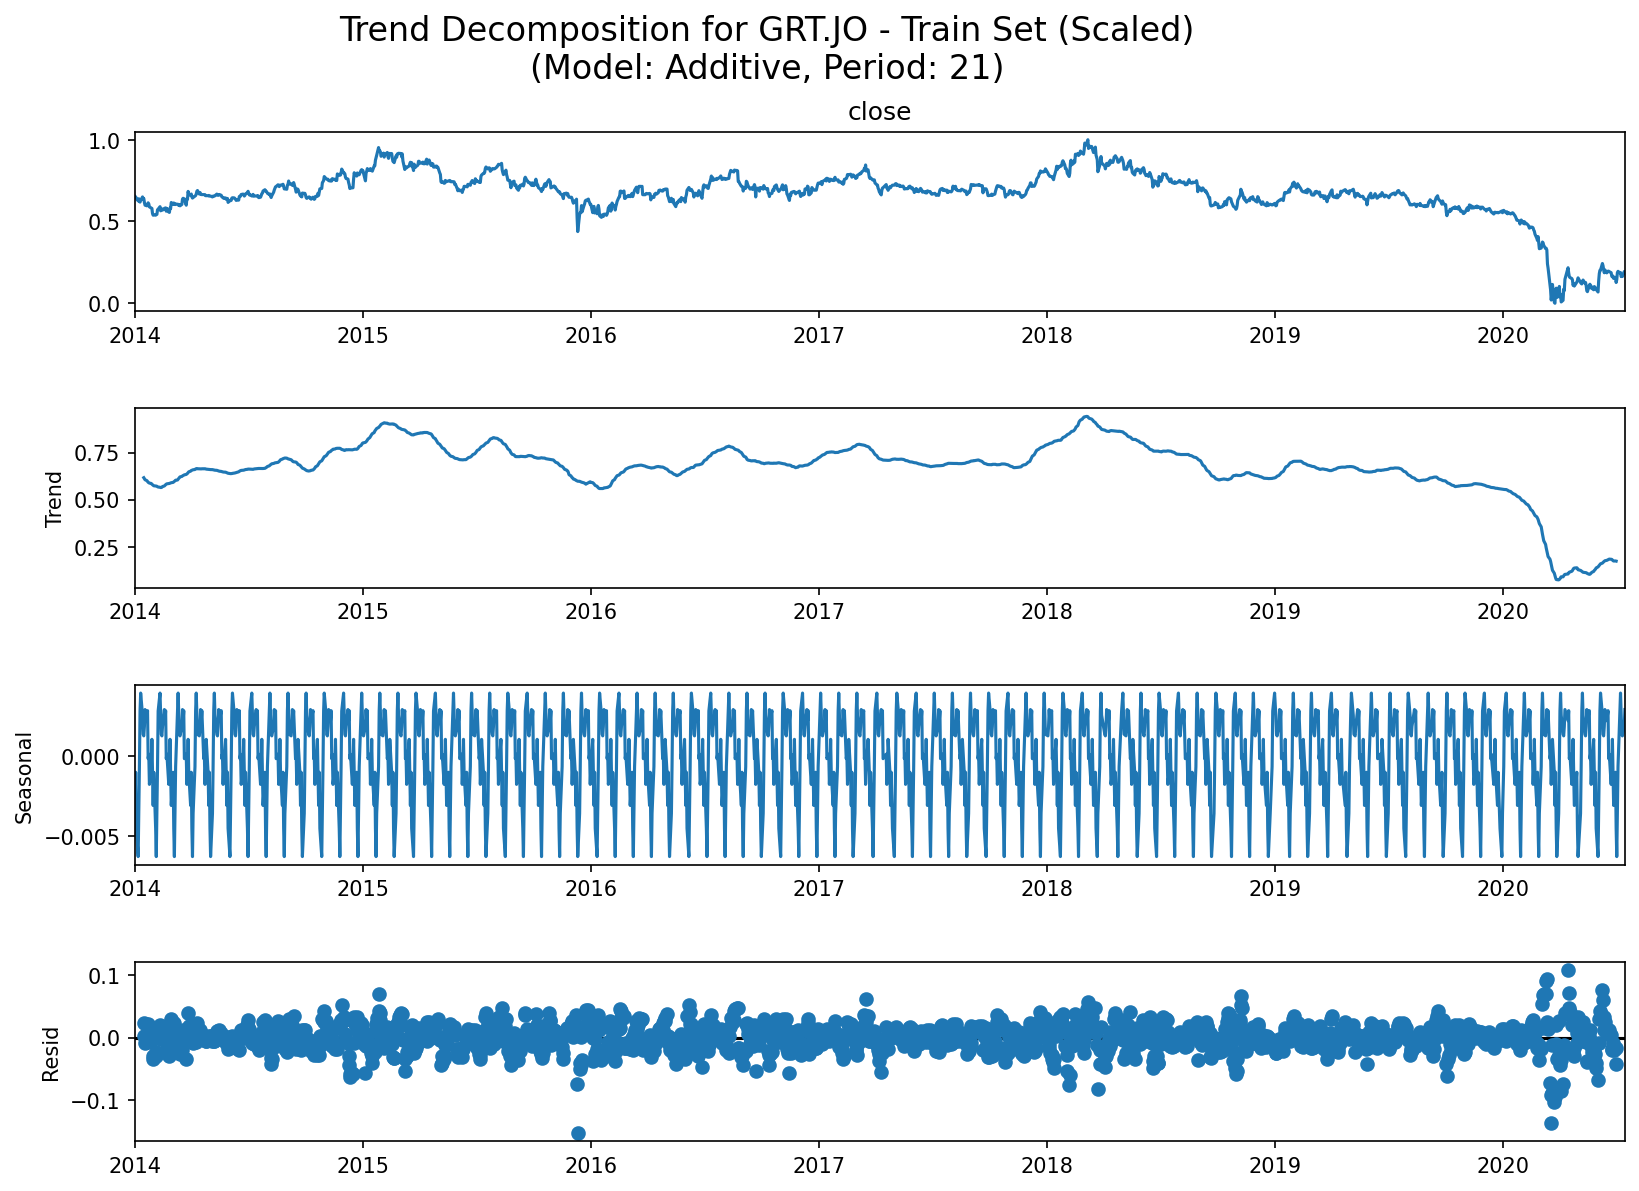 Trend Decomposition for GRT.JO - Train Set (Scaled)
(Model: Additive, Period: 21)
close
1.0
0.5
0.0
2014 2015 2016 2017 2018 2019 2020
Trend
0.75
0.50
0.25
2014 2015 2016 2017 2018 2019 2020
Seasonal
0.000
−0.005
2014 2015 2016 2017 2018 2019 2020
Resid
0.1
0.0
−0.1
2014 2015 2016 2017 2018 2019 2020